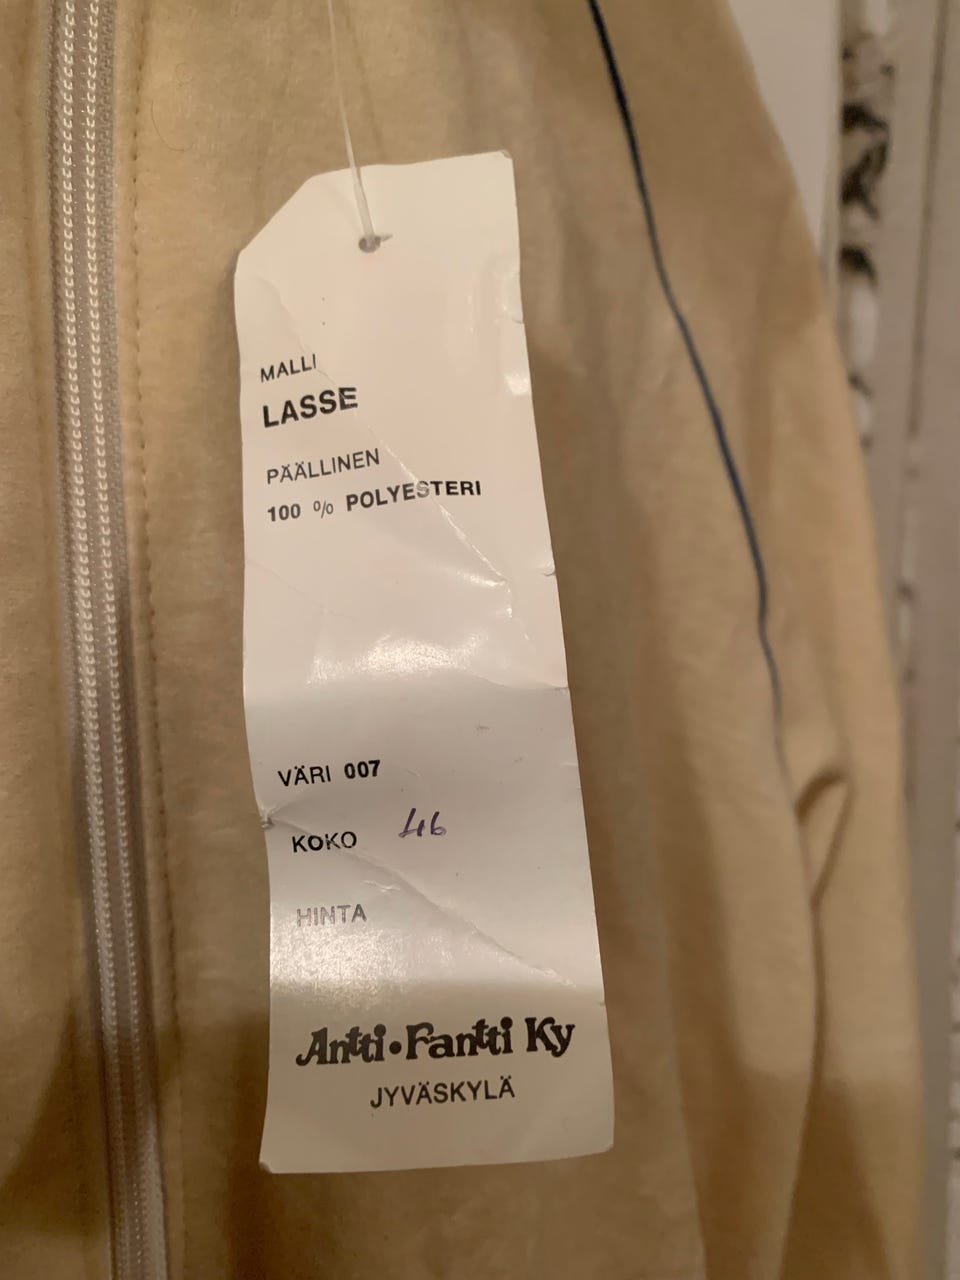 MALLI
LASSE
PÄÄLLINEN
100 % POLYESTERI
VÄRI 007
KOKO 46
HINTA
Antti•Fantti Ky
JYVÄSKYLÄ